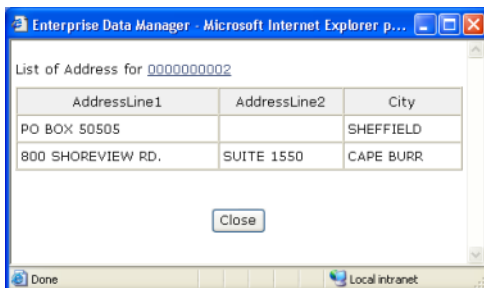 Enterprise Data Manager - Microsoft Internet Explorer p...
List of Address for 0000000002
AddressLine1 AddressLine2 City
PO BOX 50505 SHEFFIELD
800 SHOREVIEW RD. SUITE 1550 CAPE BURR
Close
Done Local intranet